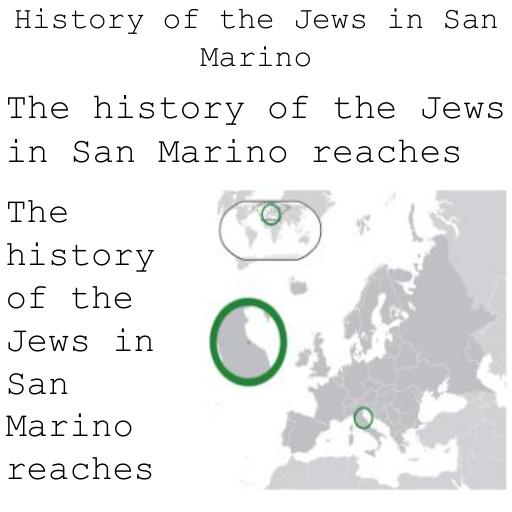 History of the Jews in San
Marino
The history of the Jews
in San Marino reaches
The
history
of the
Jews in
San
Marino
reaches